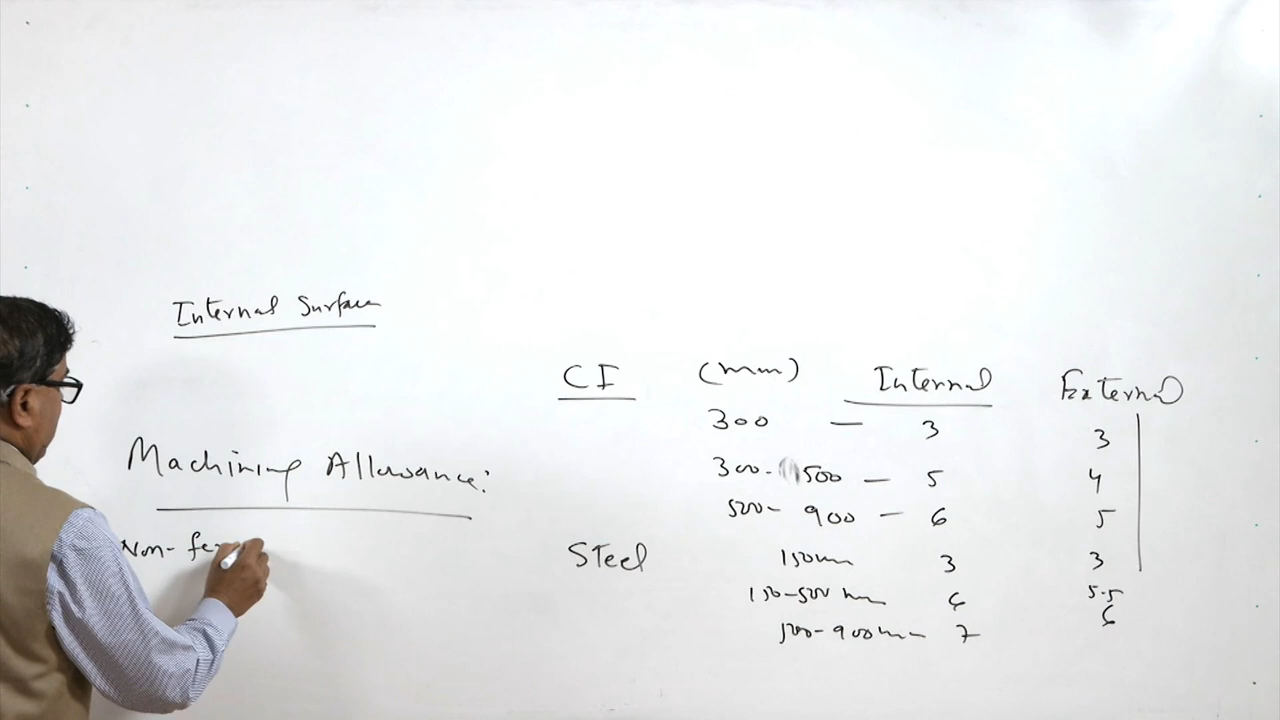 Internal Surface
CI (mm) Internal External
300 — 3 3
Machining Allowance:
300- 500 — 5 4
500- 900 — 6 5
Non- fe
Steel 150mm 3 3
150-500 mm 6 5.5
500-900mm 7 6